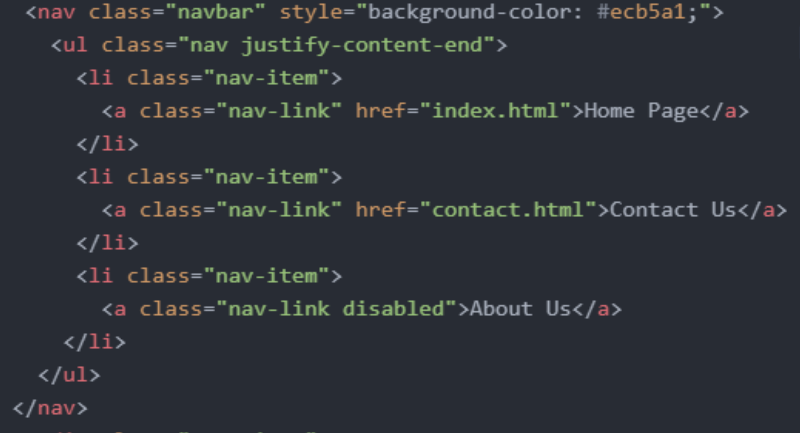 <nav class="navbar" style="background-color: #ecb5a1;">
<ul class="nav justify-content-end">
<li class="nav-item">
<a class="nav-link" href="index.html">Home Page</a>
</li>
<li class="nav-item">
<a class="nav-link" href="contact.html">Contact Us</a>
</li>
<li class="nav-item">
<a class="nav-link disabled">About Us</a>
</li>
</ul>
</nav>